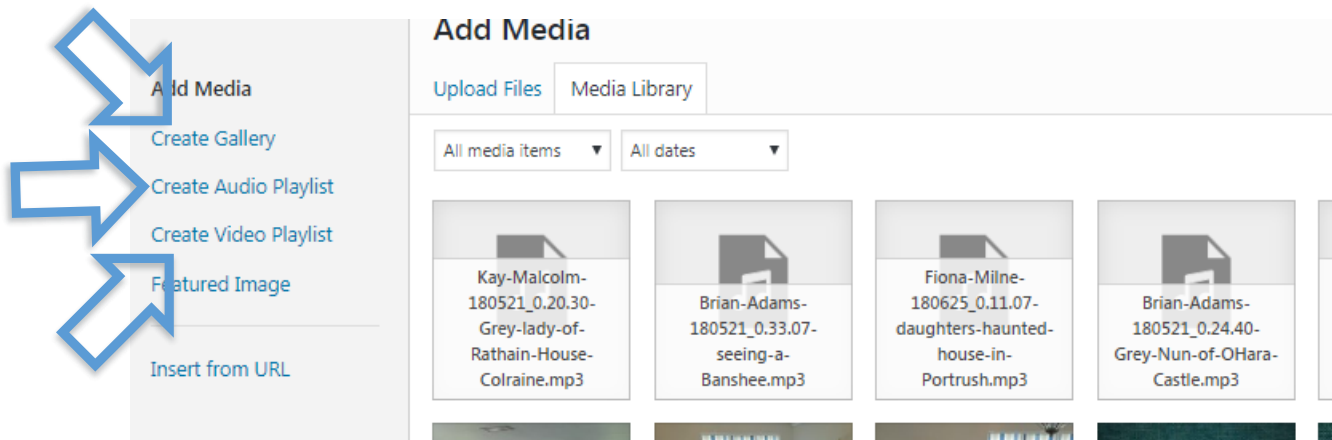 Add Media
Create Gallery
Create Audio Playlist
Create Video Playlist
Featured Image
Insert from URL
Add Media
Upload Files
Media Library
All media items
All dates
Kay-Malcolm-
180521_0.20.30-
Grey-lady-of-
Rathain-House-
Colraine.mp3
Brian-Adams-
180521_0.33.07-
seeing-a-
Banshee.mp3
Fiona-Milne-
180625_0.11.07-
daughters-haunted-
house-in-
Portrush.mp3
Brian-Adams-
180521_0.24.40-
Grey-Nun-of-OHara-
Castle.mp3